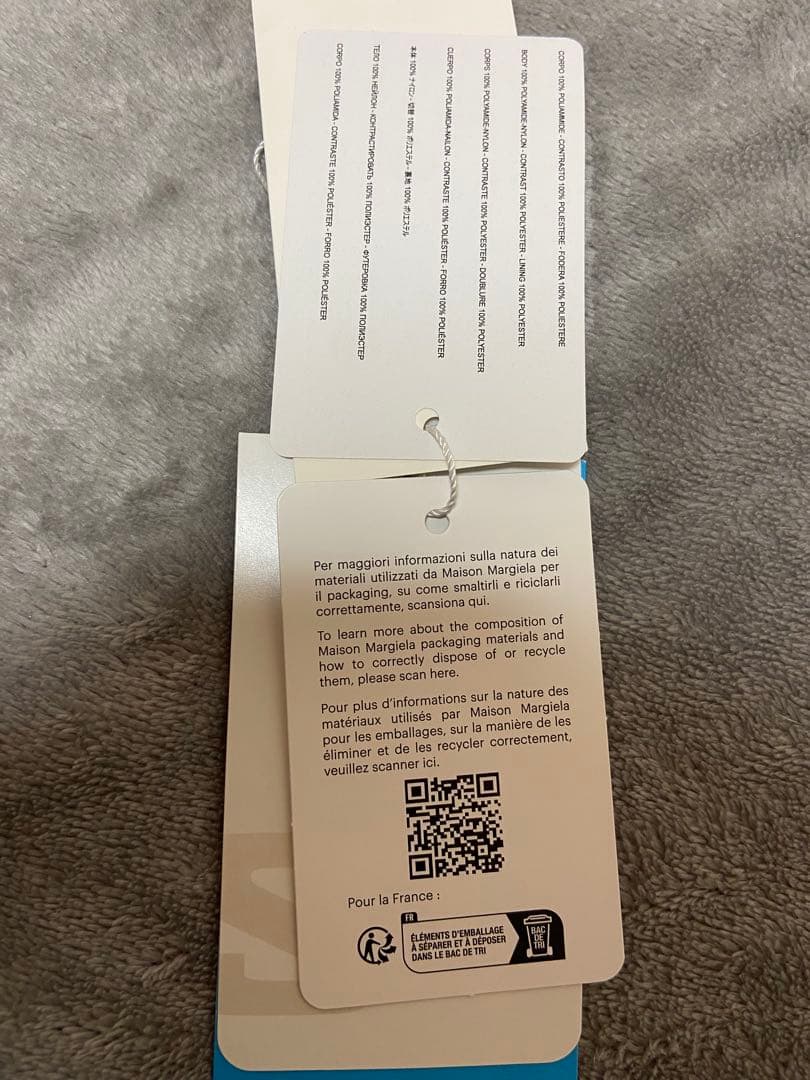 CORPO 100% POLIAMMIDE - CONTRASTO 100% POLIESTERE - FODERA 100% POLIESTERE
BODY 100% POLYAMIDE-NYLON - CONTRAST 100% POLYESTER - LINING 100% POLYESTER
CORPS 100% POLYAMIDE-NYLON - CONTRASTE 100% POLYESTER - DOUBLURE 100% POLYESTER
CUERPO 100% POLIAMIDA-NAILON - CONTRASTE 100% POLIÉSTER - FORRO 100% POLIÉSTER
本体 100% ナイロン - 切替 100% ポリエステル - 裏地 100% ポリエステル
ТЕЛО 100% НЕЙЛОН - КОНТРАСТИРОВАТЬ 100% ПОЛИЭСТЕР - ФУТЕРОВКА 100% ПОЛИЭСТЕР
CORPO 100% POLIAMIDA - CONTRASTE 100% POLIÉSTER - FORRO 100% POLIÉSTER
Per maggiori informazioni sulla natura dei
materiali utilizzati da Maison Margiela per
il packaging, su come smaltirli e riciclarli
correttamente, scansiona qui.
To learn more about the composition of
Maison Margiela packaging materials and
how to correctly dispose of or recycle
them, please scan here.
Pour plus d'informations sur la nature des
matériaux utilisés par Maison Margiela
pour les emballages, sur la manière de les
éliminer et de les recycler correctement,
veuillez scanner ici.
Pour la France :
FR
ÉLÉMENTS D'EMBALLAGE
À SÉPARER ET À DÉPOSER
DANS LE BAC DE TRI
BAC
DE
TRI